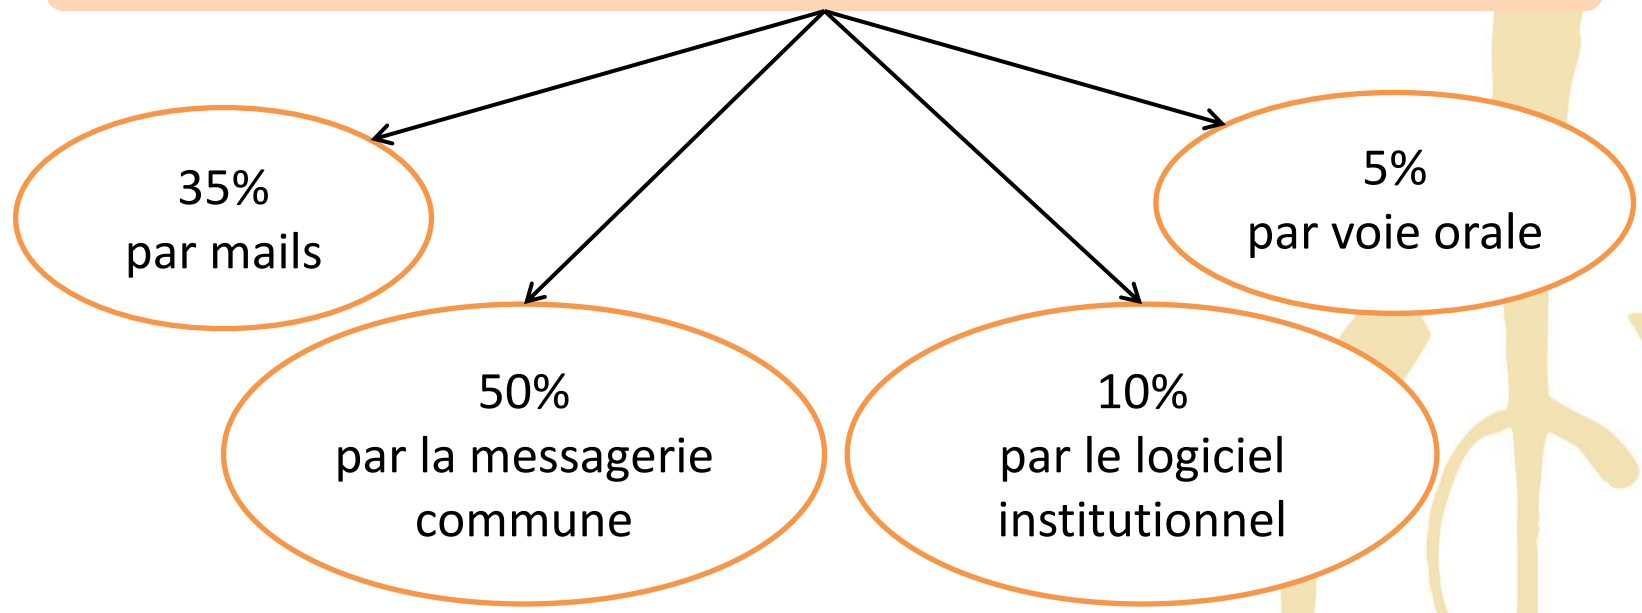 35%
par mails
5%
par voie orale
50%
par la messagerie
commune
10%
par le logiciel
institutionnel